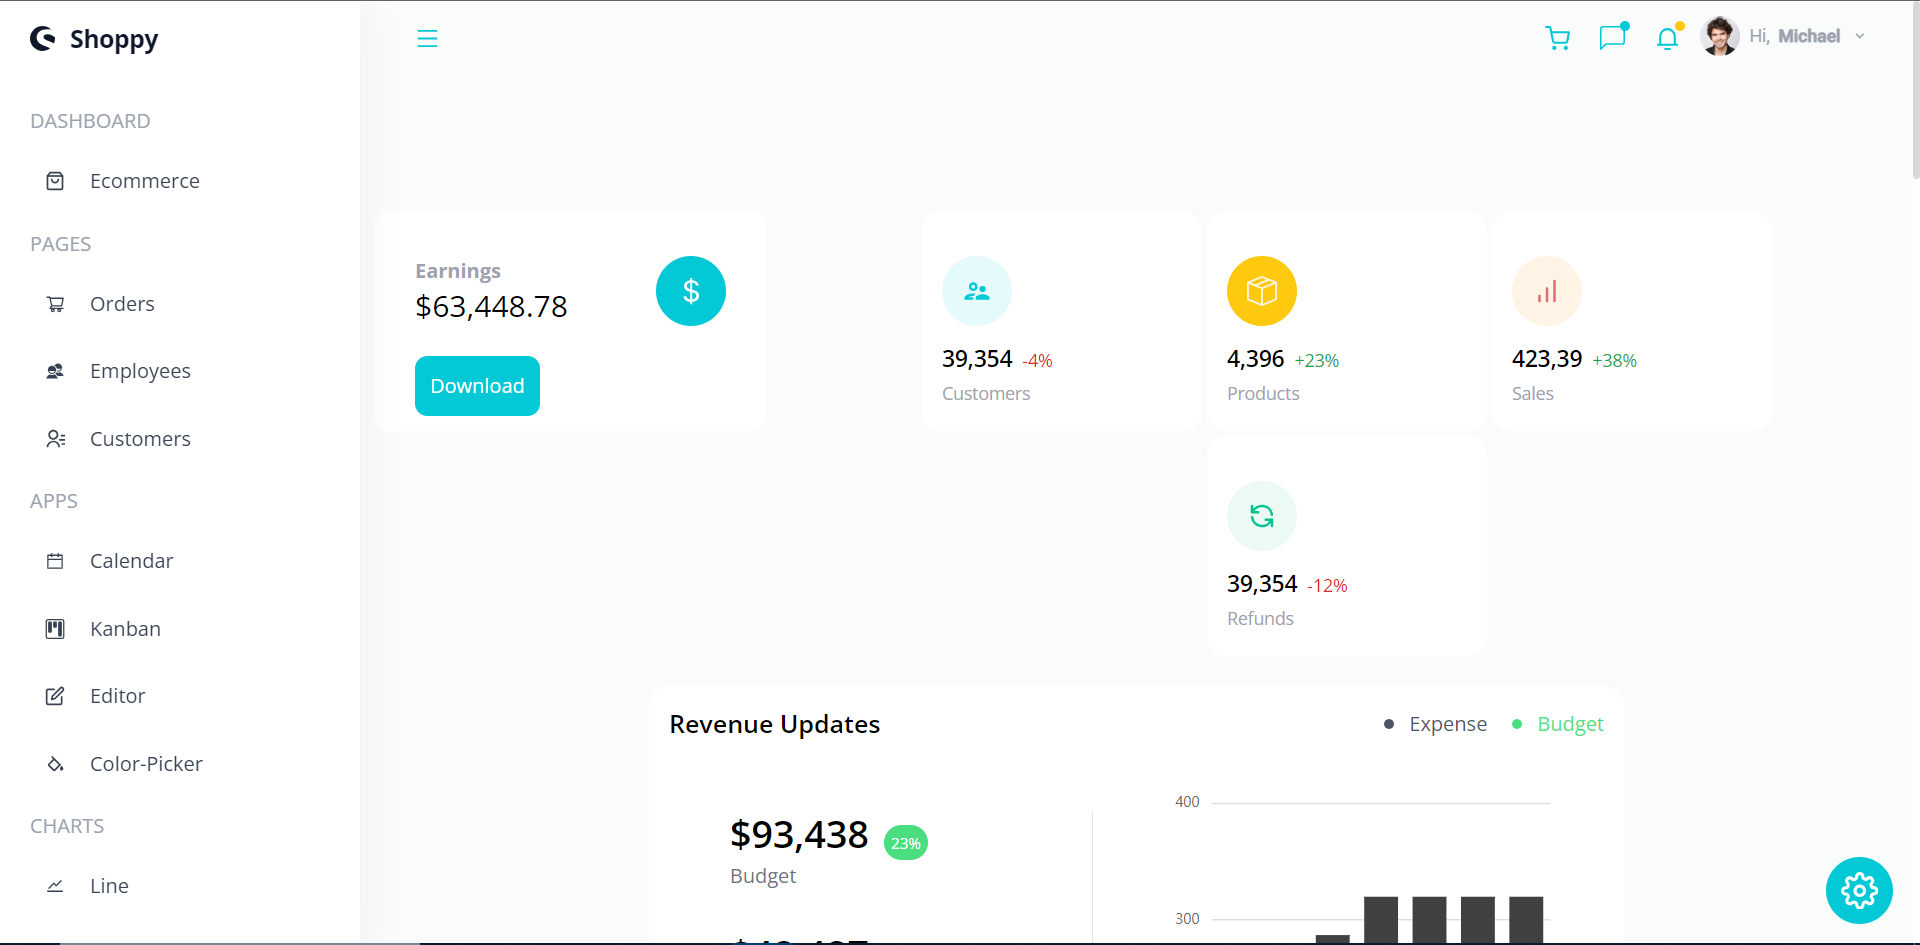 Shoppy
Hi, Michael
DASHBOARD
Ecommerce
PAGES
Orders
Employees
Customers
APPS
Calendar
Kanban
Editor
Color-Picker
CHARTS
Line
Earnings
$63,448.78
$
Download
39,354 -4%
Customers
4,396 +23%
Products
423,39 +38%
Sales
39,354 -12%
Refunds
Revenue Updates
Expense
Budget
$93,438 23%
Budget
400
300